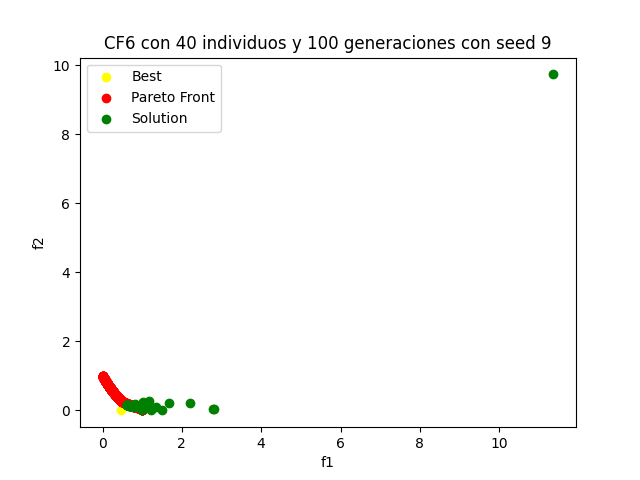 CF6 con 40 individuos y 100 generaciones con seed 9
Best
Pareto Front
Solution
10
8
6
4
2
0
f2
0 2 4 6 8 10
f1